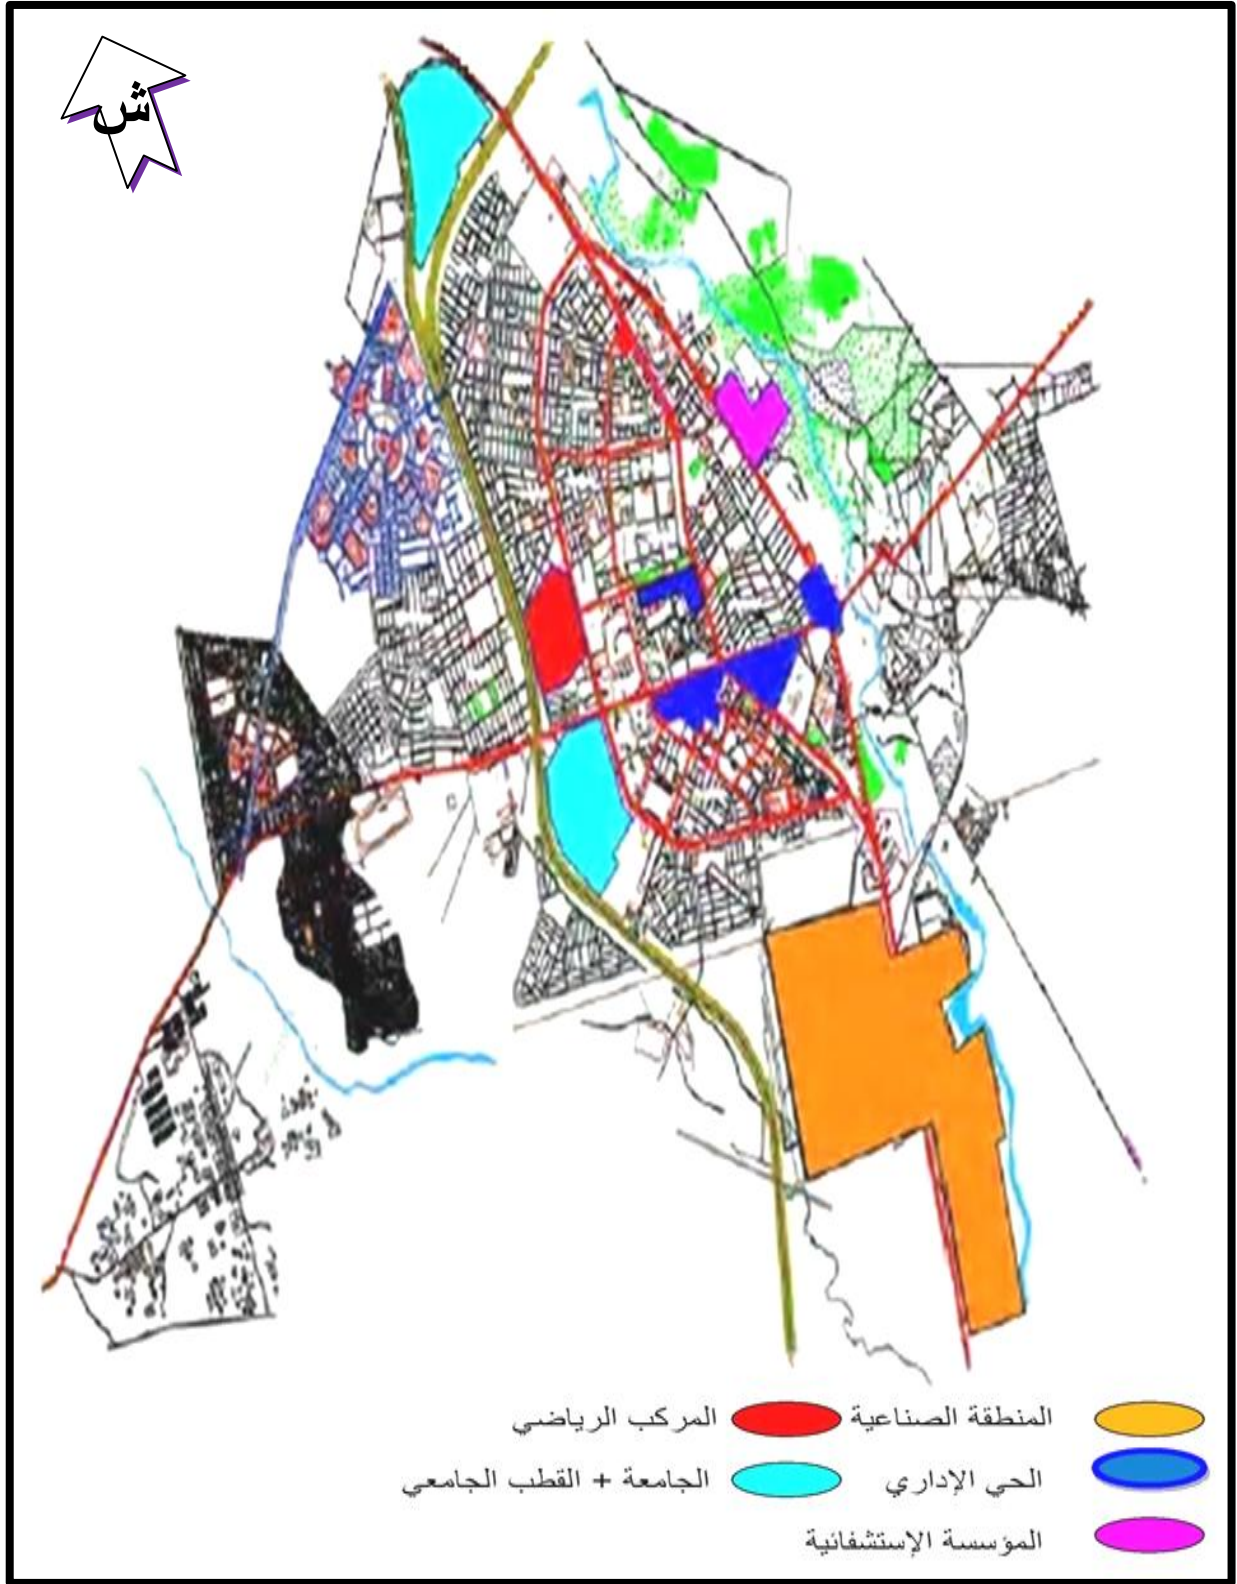 ش
المنطقة الصناعية
المركب الرياضي
الحي الإداري
الجامعة + القطب الجامعي
المؤسسة الإستشفائية